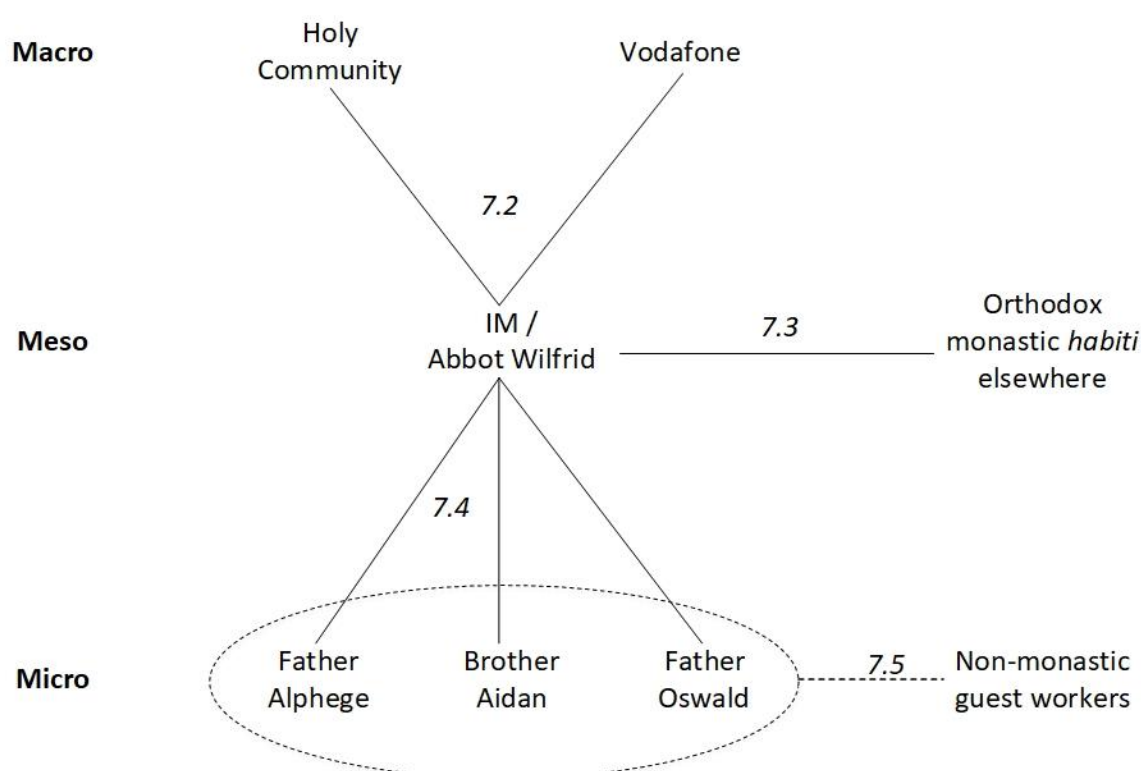 Macro
Holy
Community
Vodafone
7.2
Meso
IM /
Abbot Wilfrid
7.3
Orthodox
monastic habiti
elsewhere
7.4
Micro
Father
Alphege
Brother
Aidan
Father
Oswald
7.5
Non-monastic
guest workers